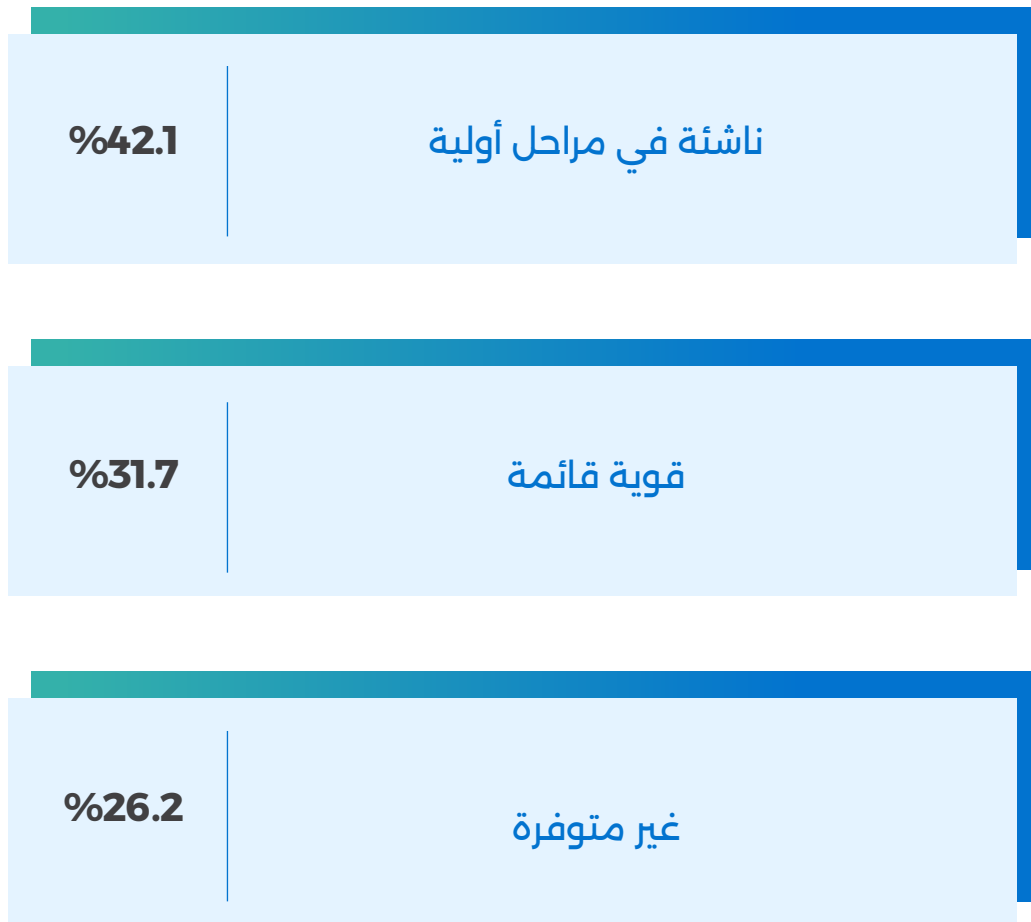 ناشئة في مراحل أولية
%42.1
قوية قائمة
%31.7
غير متوفرة
%26.2